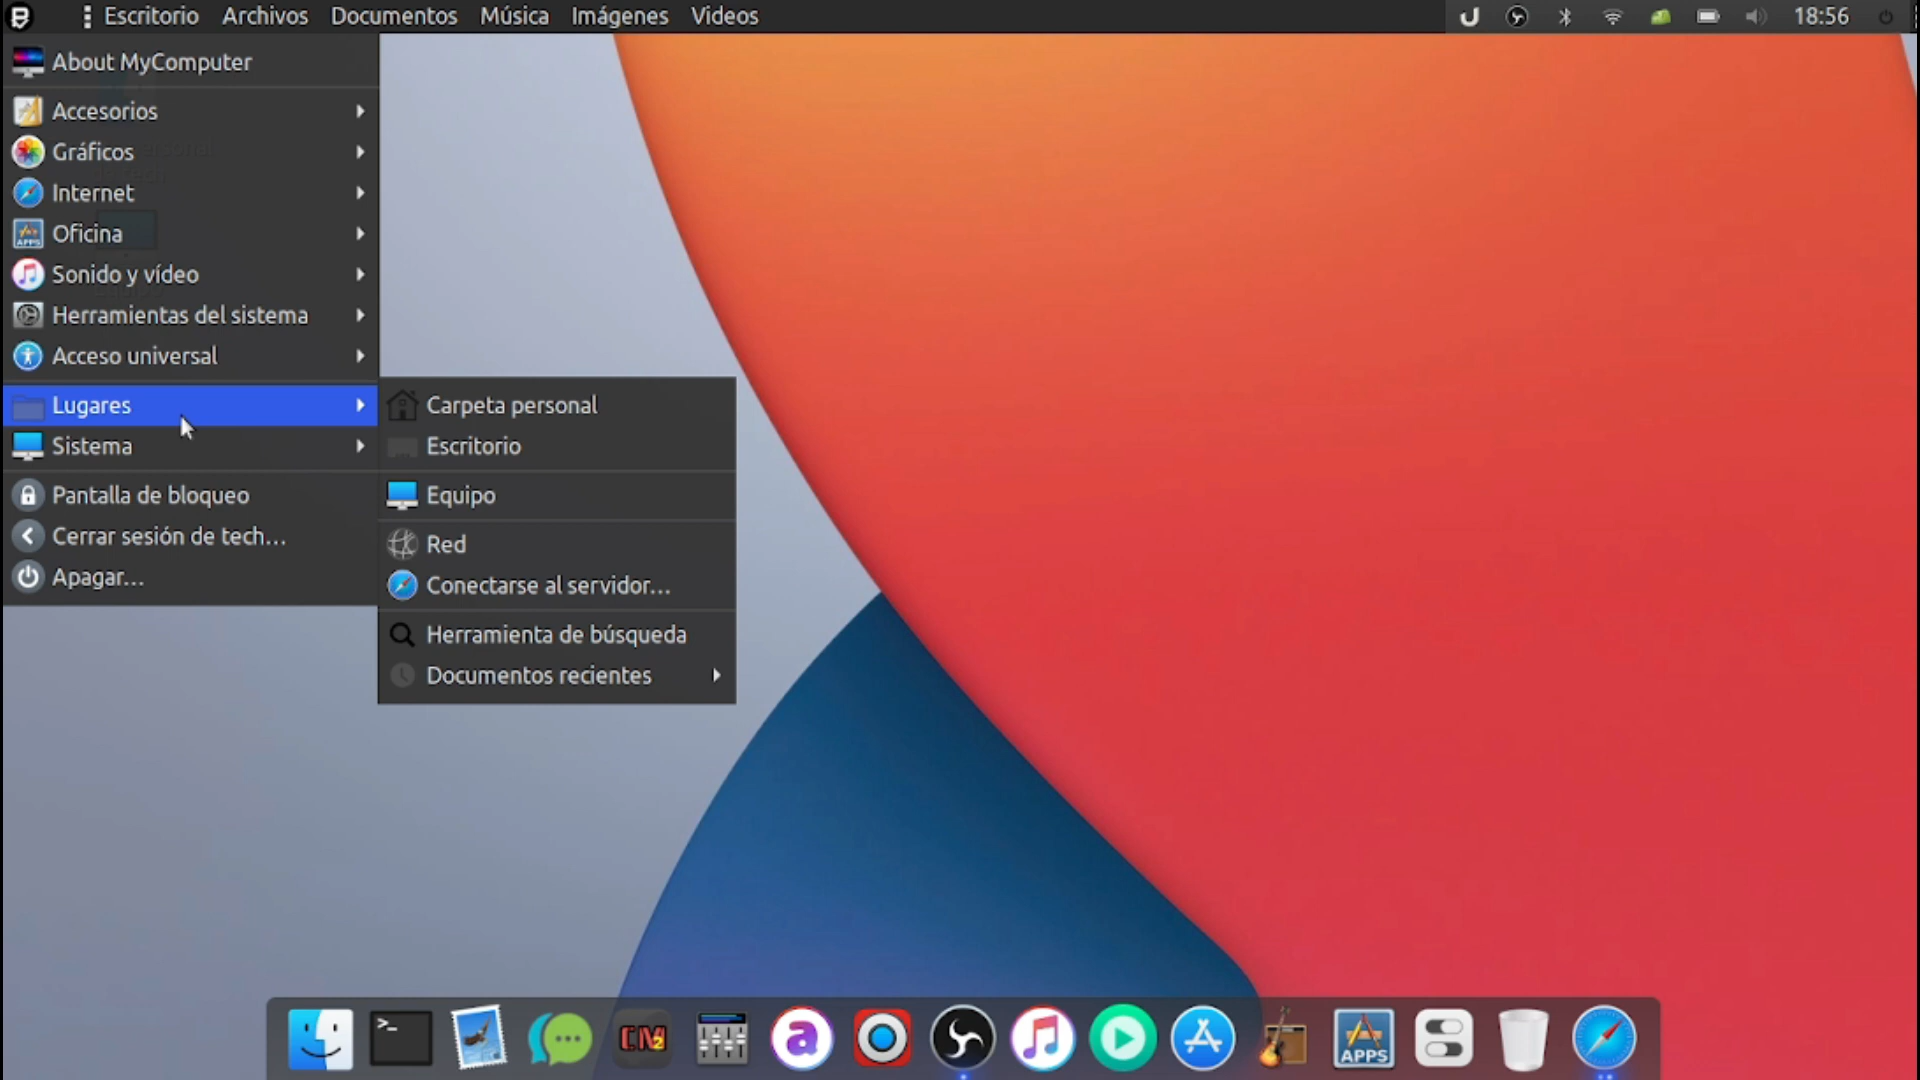 Escritorio Archivos Documentos Música Imágenes Videos 18:56
About MyComputer
Accesorios
Gráficos
Internet
Oficina
Sonido y vídeo
Herramientas del sistema
Acceso universal
Lugares
Sistema
Pantalla de bloqueo
Cerrar sesión de tech...
Apagar...
Carpeta personal
Escritorio
Equipo
Red
Conectarse al servidor...
Herramienta de búsqueda
Documentos recientes
>_
a
APPS